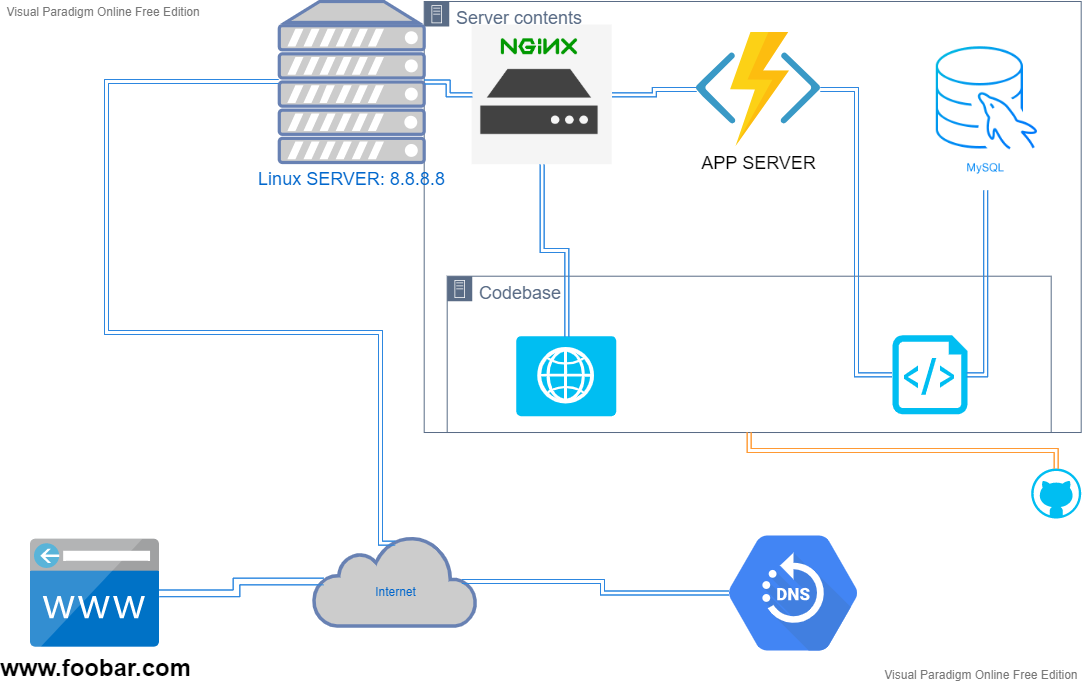 Visual Paradigm Online Free Edition
Server contents
NGiNX
APP SERVER
MySQL
Linux SERVER: 8.8.8.8
Codebase
</>
Internet
WWW
DNS
www.foobar.com
Visual Paradigm Online Free Edition